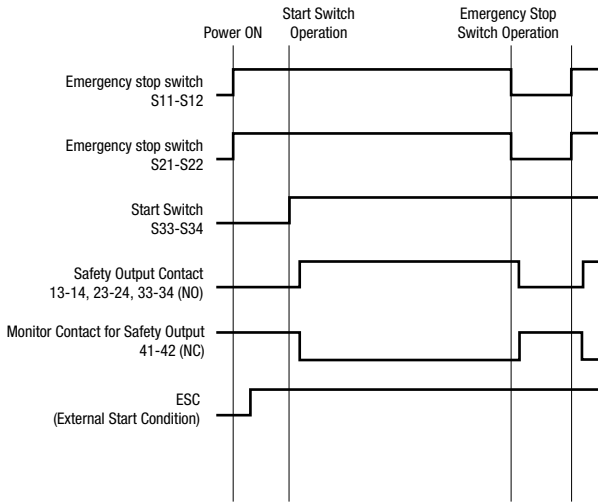 Power ON
Start Switch
Operation
Emergency Stop
Switch Operation
Emergency stop switch
S11-S12
Emergency stop switch
S21-S22
Start Switch
S33-S34
Safety Output Contact
13-14, 23-24, 33-34 (NO)
Monitor Contact for Safety Output
41-42 (NC)
ESC
(External Start Condition)